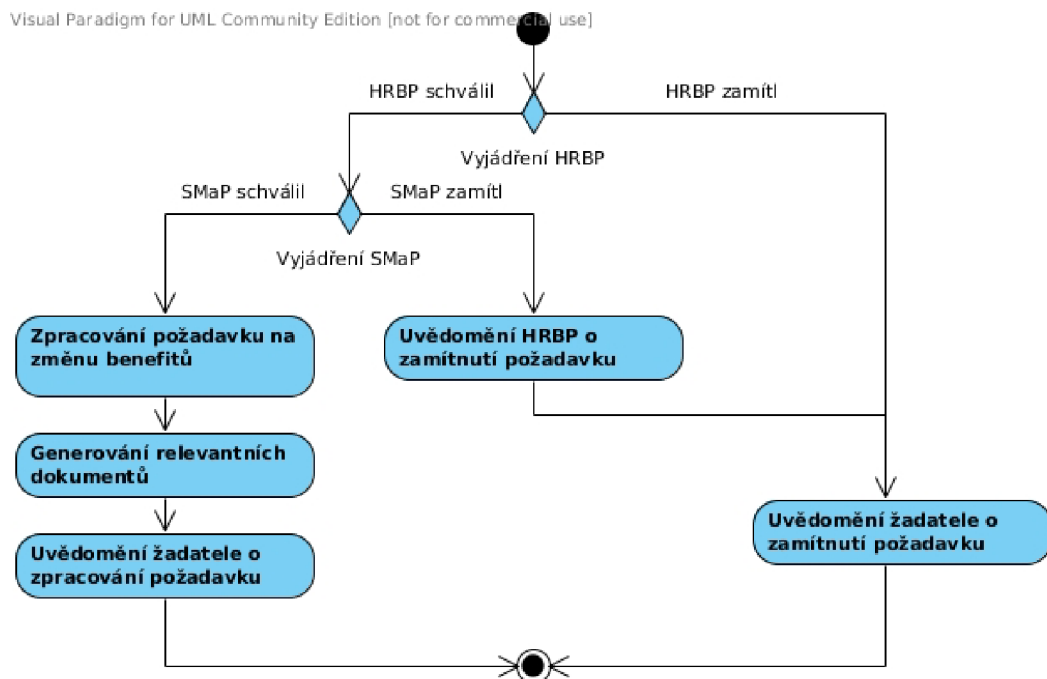 Visual Paradigm for UML Community Edition [not for commercial use]
HRBP schválil
HRBP zamítl
Vyjádření HRBP
SMaP schválil
SMaP zamítl
Vyjádření SMaP
Zpracování požadavku na
změnu benefitů
Uvědomění HRBP o
zamítnutí požadavku
Generování relevantních
dokumentů
Uvědomění žadatele o
zamítnutí požadavku
Uvědomění žadatele o
zpracování požadavku